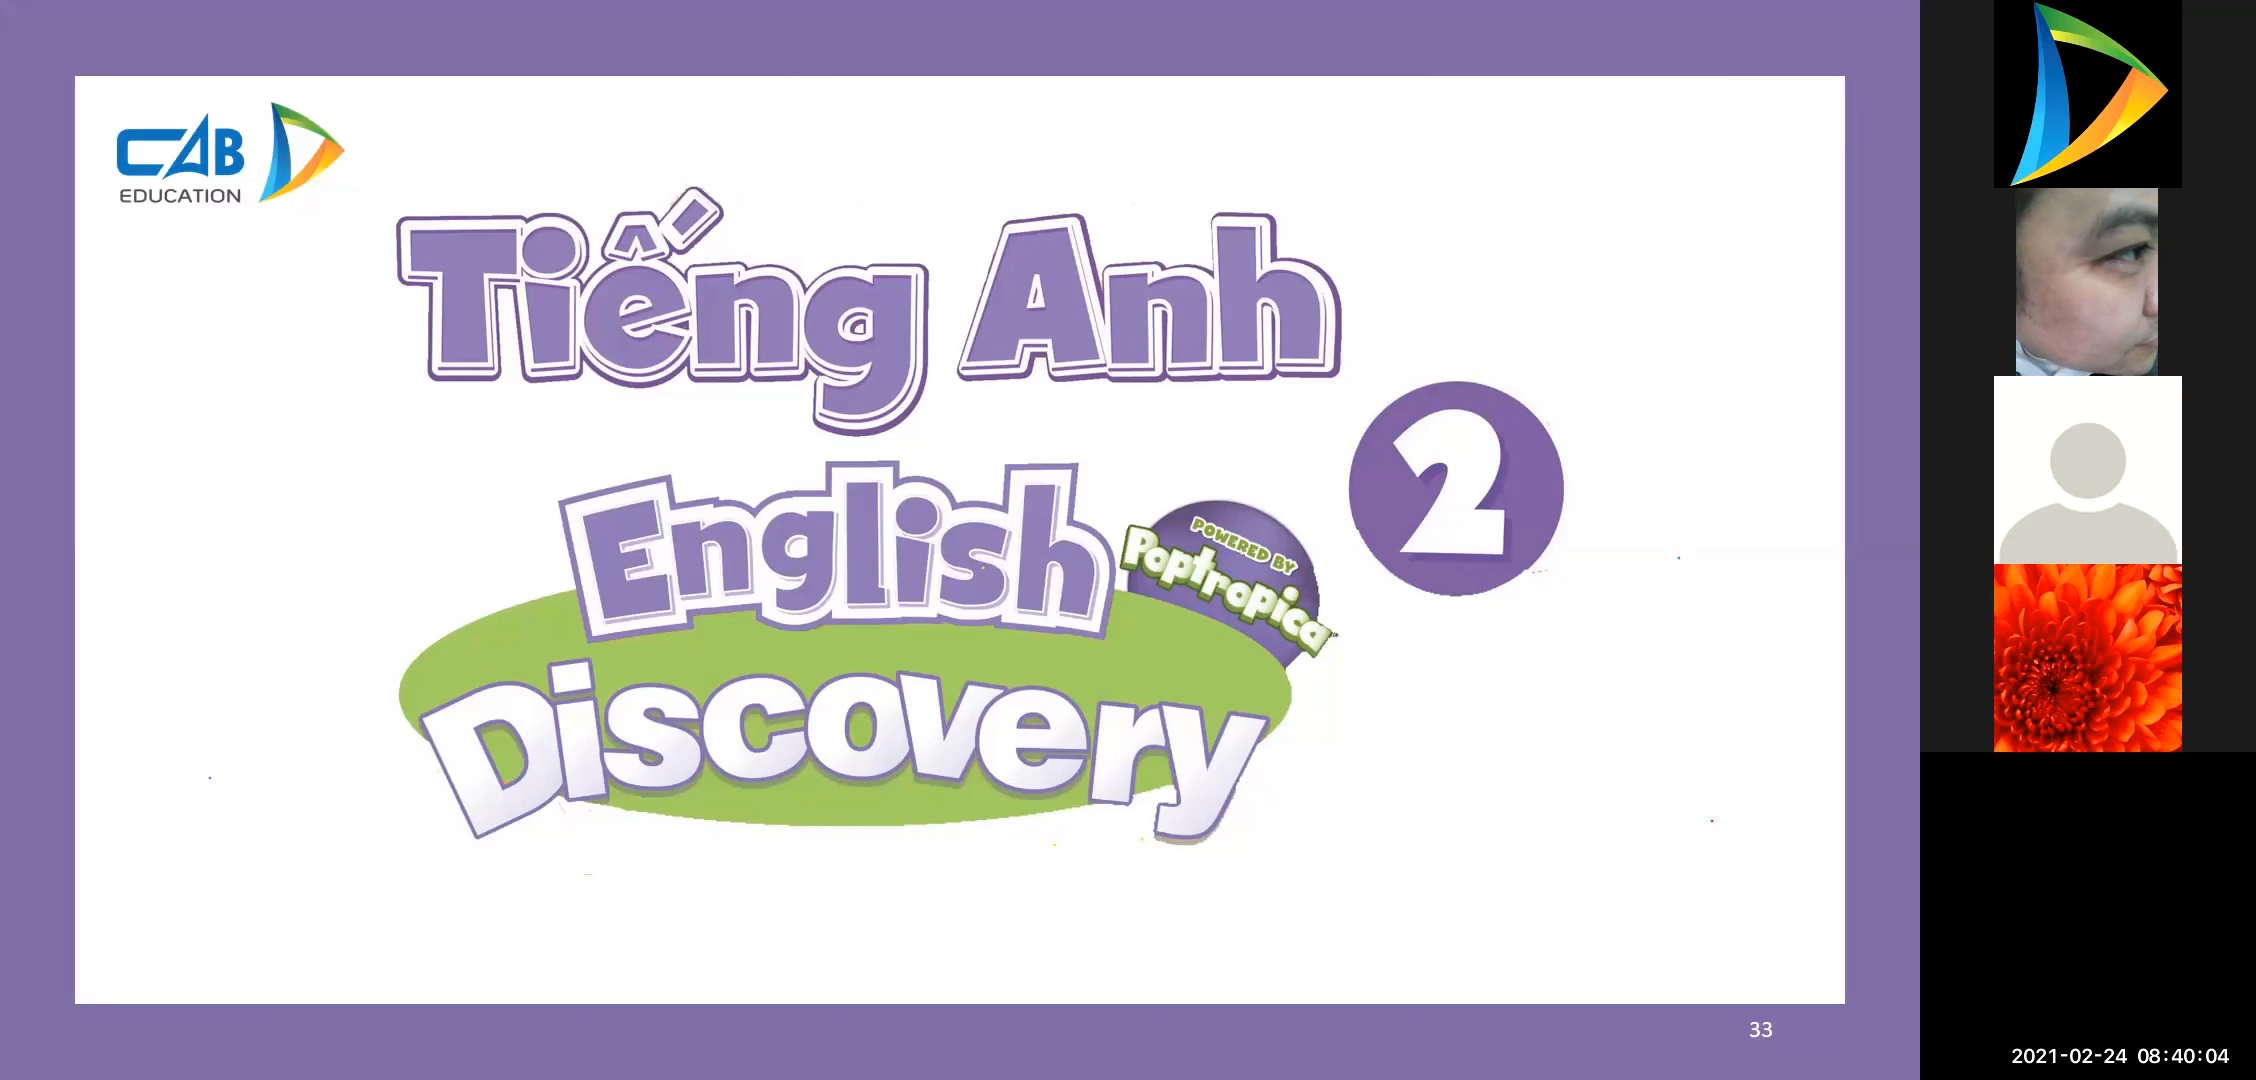 CAB
EDUCATION
Tiếng Anh
2
English
POWERED BY
Poptropica
Discovery
33
2021-02-24 08:40:04